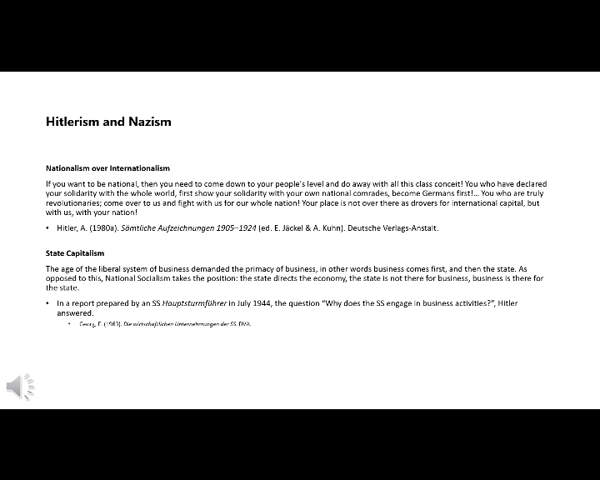 Hitlerism and Nazism
Nationalism over Internationalism
If you want to be national, then you need to come down to your people's level and do away with all this class conceit! You who have declared
your solidarity with the whole world, first show your solidarity with your own national comrades, become Germans first!... You who are truly
revolutionaries; come over to us and fight with us for our whole nation! Your place is not over there as drovers for international capital, but
with us, with your nation!
• Hitler, A. (1980a). Sämtliche Aufzeichnungen 1905–1924 [ed. E. Jäckel & A. Kuhn]. Deutsche Verlags-Anstalt.
State Capitalism
The age of the liberal system of business demanded the primacy of business, in other words business comes first, and then the state. As
opposed to this, National Socialism takes the position: the state directs the economy, the state is not there for business, business is there for
the state.
• In a report prepared by an SS Hauptsturmführer in July 1944, the question "Why does the SS engage in business activities?", Hitler
answered.
• Georg, E. (1963). Die wirtschaftlichen Unternehmungen der SS. DVA.